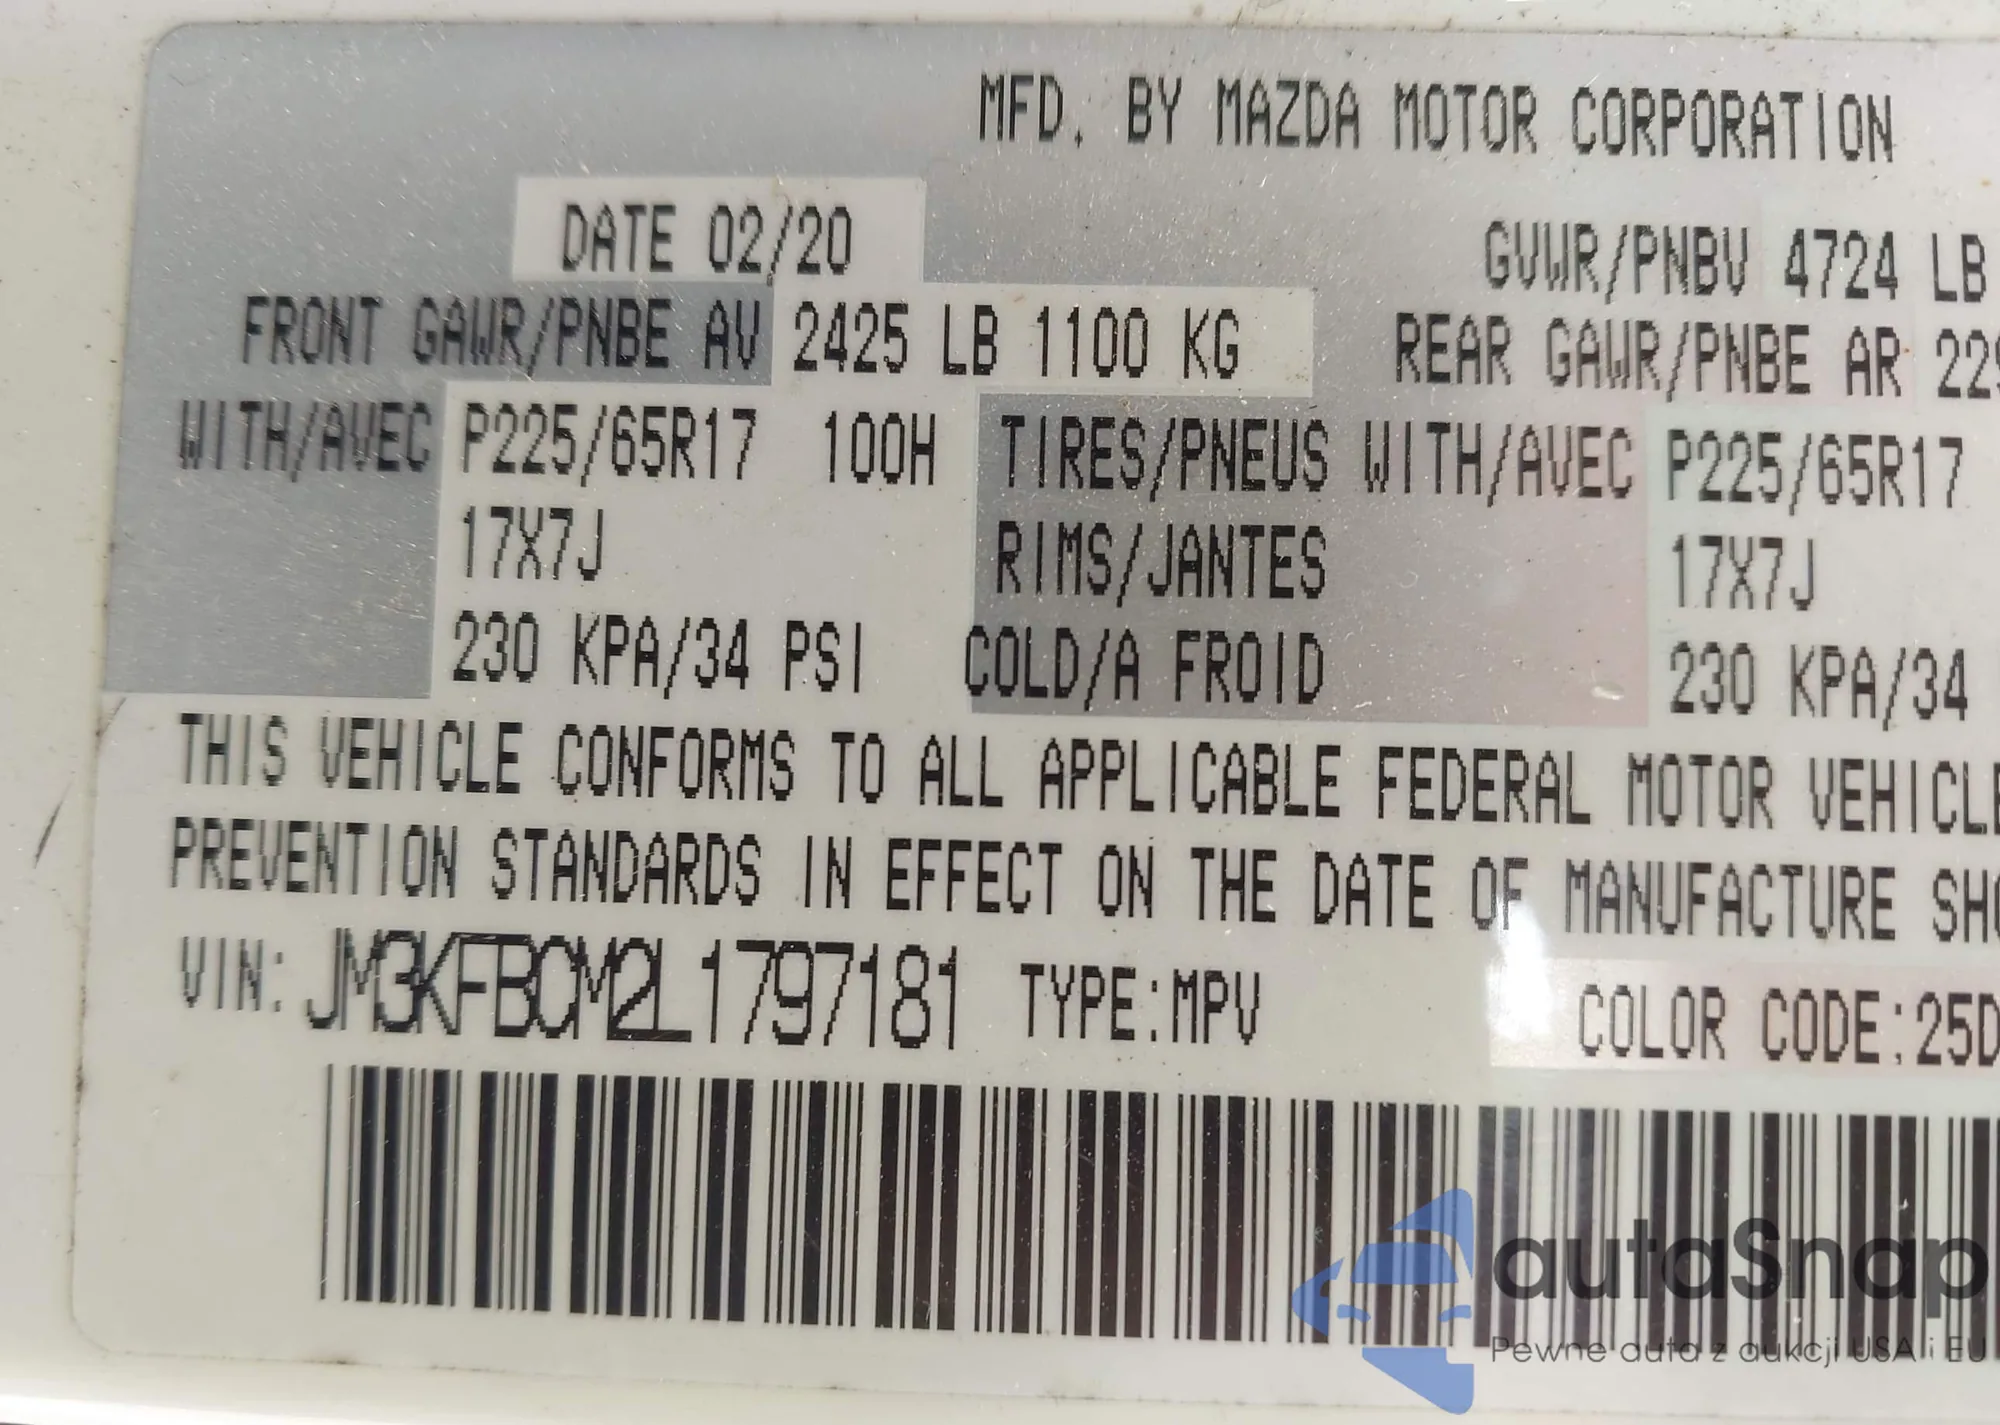 MFD. BY MAZDA MOTOR CORPORATION
DATE 02/20 GVWR/PNBV 4724 LB
FRONT GAWR/PNBE AV 2425 LB 1100 KG REAR GAWR/PNBE AR 229
WITH/AVEC P225/65R17 100H TIRES/PNEUS WITH/AVEC P225/65R17
17X7J RIMS/JANTES 17X7J
230 KPA/34 PSI COLD/A FROID 230 KPA/34
THIS VEHICLE CONFORMS TO ALL APPLICABLE FEDERAL MOTOR VEHICLE
PREVENTION STANDARDS IN EFFECT ON THE DATE OF MANUFACTURE SHO
VIN: JM3KFBCM2L1797181 TYPE:MPV COLOR CODE:25D
autaSnap
Pewne auta z aukcji USA i EU